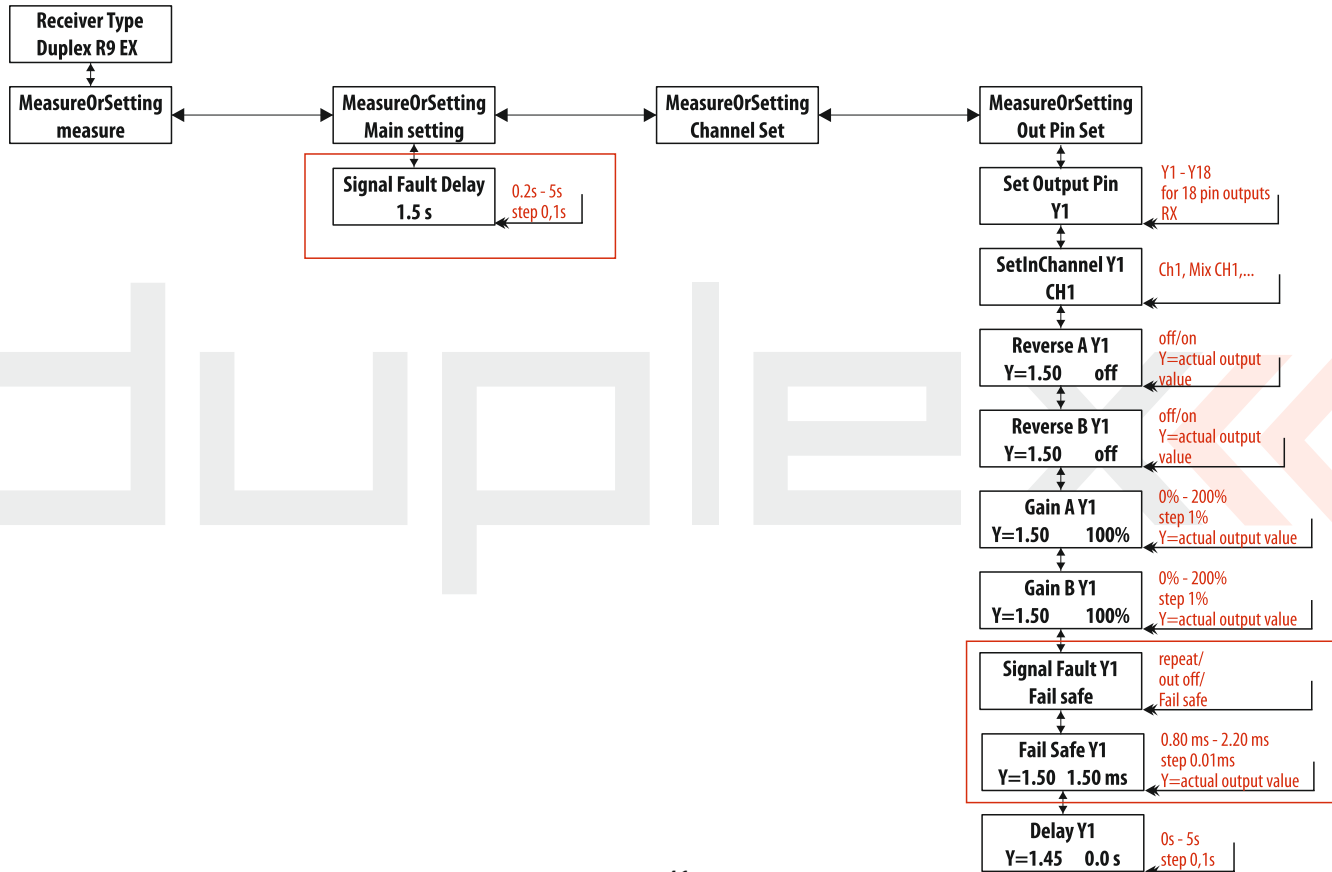 Receiver Type
Duplex R9 EX
MeasureOrSetting
measure
MeasureOrSetting
Main setting
MeasureOrSetting
Channel Set
MeasureOrSetting
Out Pin Set
Signal Fault Delay
1.5 s
0.2s - 5s
step 0,1s
Set Output Pin
Y1
Y1 - Y18
for 18 pin outputs
RX
SetInChannel Y1
CH1
Ch1, Mix CH1,...
Reverse A Y1
Y=1.50 off
off/on
Y=actual output
value
Reverse B Y1
Y=1.50 off
off/on
Y=actual output
value
Gain A Y1
Y=1.50 100%
0% - 200%
step 1%
Y=actual output value
Gain B Y1
Y=1.50 100%
0% - 200%
step 1%
Y=actual output value
Signal Fault Y1
Fail safe
repeat/
out off/
Fail safe
Fail Safe Y1
Y=1.50 1.50 ms
0.80 ms - 2.20 ms
step 0.01ms
Y=actual output value
Delay Y1
Y=1.45 0.0 s
0s - 5s
step 0,1s
duplex